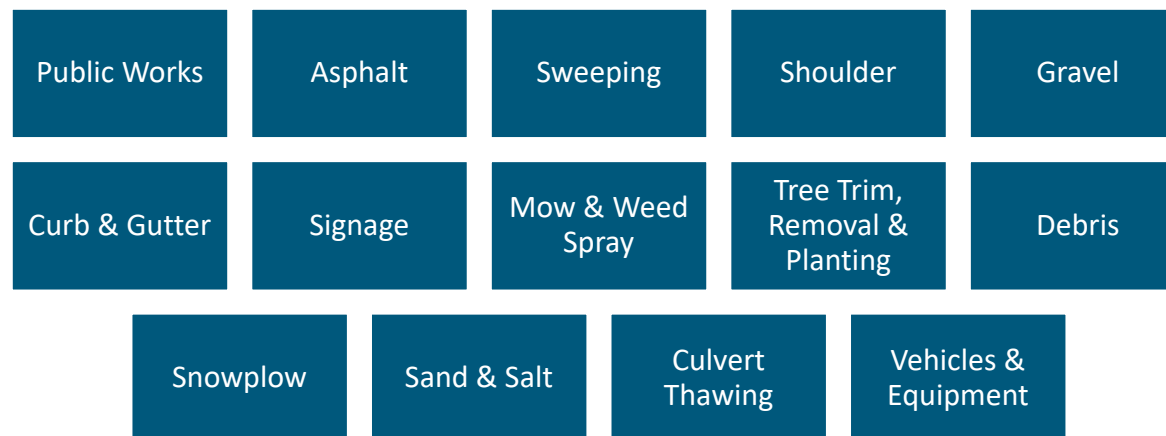 Public Works
Asphalt
Sweeping
Shoulder
Gravel
Curb & Gutter
Signage
Mow & Weed
Spray
Tree Trim,
Removal &
Planting
Debris
Snowplow
Sand & Salt
Culvert
Thawing
Vehicles &
Equipment